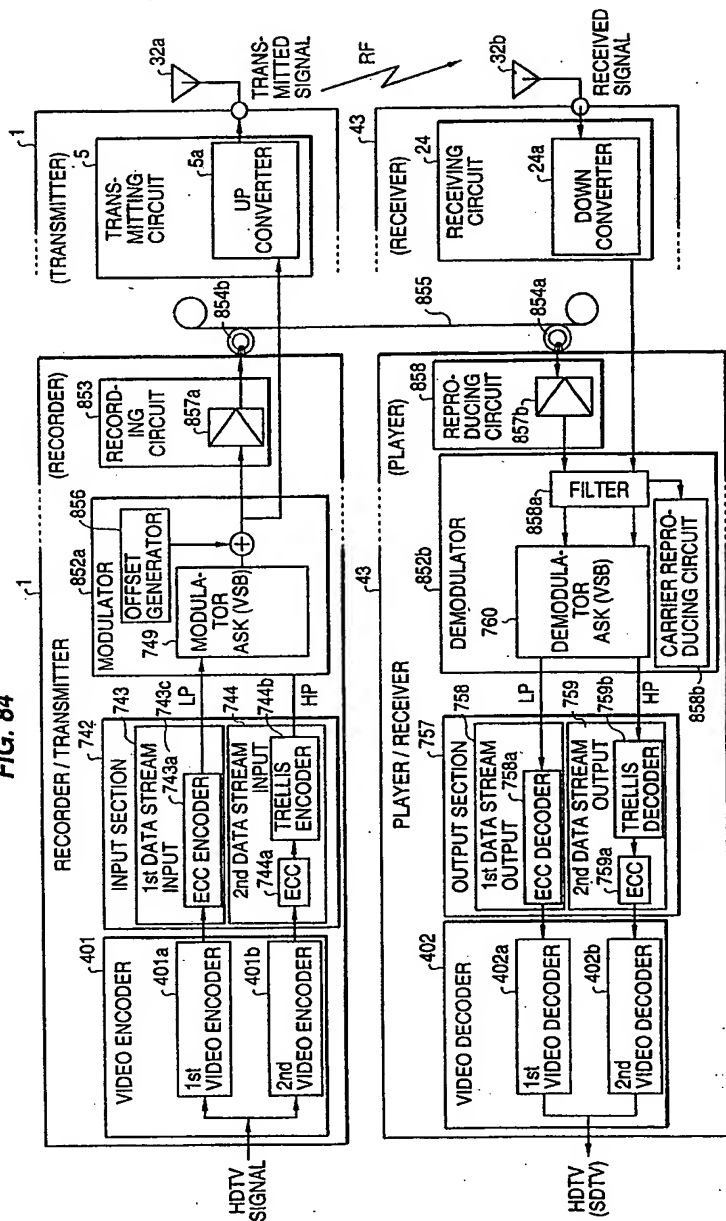 FIG. 84
1
RECORDER / TRANSMITTER
(RECORDER)
(TRANSMITTER)
1
401
VIDEO ENCODER
401a
1st
VIDEO ENCODER
401b
2nd
VIDEO ENCODER
HDTV
SIGNAL
742
INPUT SECTION
743
1st DATA STREAM
INPUT
743c
743a
ECC ENCODER
LP
744
2nd DATA STREAM
INPUT
744a
ECC
744b
TRELLIS
ENCODER
HP
852a
MODULATOR
856
OFFSET
GENERATOR
749
MODULA-
TOR
ASK (VSB)
853
RECORD-
ING
CIRCUIT
857a
854b
5
TRANS-
MITTING
CIRCUIT
5a
UP
CONVERTER
32a
TRANS-
MITTED
SIGNAL
RF
855
43
PLAYER / RECEIVER
(PLAYER)
(RECEIVER)
43
402
VIDEO DECODER
402a
1st
VIDEO DECODER
402b
2nd
VIDEO DECODER
HDTV
(SDTV)
757
OUTPUT SECTION
758
1st DATA STREAM
OUTPUT
758a
ECC DECODER
LP
759
2nd DATA STREAM
OUTPUT
759a
ECC
759b
TRELLIS
DECODER
HP
852b
DEMODULATOR
760
DEMODULA-
TOR
ASK (VSB)
858a
FILTER
CARRIER REPRO-
DUCING CIRCUIT
858b
858
REPRO-
DUCING
CIRCUIT
857b
854a
24
RECEIVING
CIRCUIT
24a
DOWN
CONVERTER
32b
RECEIVED
SIGNAL